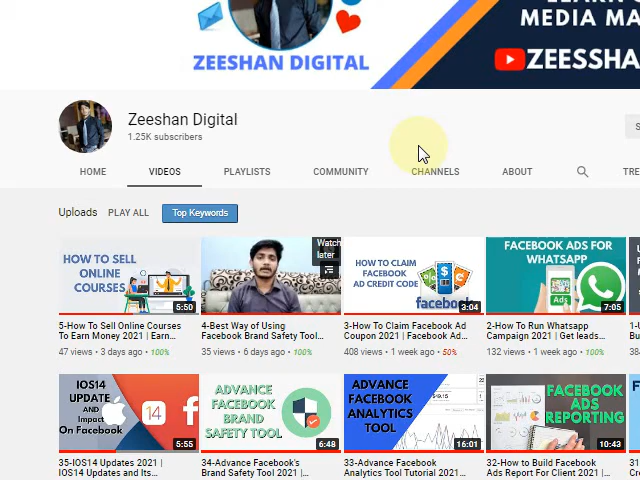 MEDIA MA
ZEESHAN DIGITAL
ZEESSHA
Zeeshan Digital
1.25K subscribers
HOME
VIDEOS
PLAYLISTS
COMMUNITY
CHANNELS
ABOUT
TRE
Uploads
PLAY ALL
Top Keywords
HOW TO SELL
ONLINE
COURSES
5:50
Watch
later
HOW TO CLAIM
FACEBOOK
AD CREDIT CODE
facebook
3:04
FACEBOOK ADS FOR
WHATSAPP
Ads
7:05
5-How To Sell Online Courses
To Earn Money 2021 | Earn...
47 views • 3 days ago • 100%
4-Best Way of Using
Facebook Brand Safety Tool...
35 views • 6 days ago • 100%
3-How To Claim Facebook Ad
Coupon 2021 | Facebook Ad...
408 views • 1 week ago • 50%
2-How To Run Whatsapp
Campaign 2021 | Get leads...
132 views • 1 week ago • 100%
IOS14
UPDATE
AND
Impact
On Facebook
14
5:55
ADVANCE
FACEBOOK
BRAND
SAFETY TOOL
6:48
ADVANCE
FACEBOOK
ANALYTICS
TOOL
16:01
FACEBOOK
ADS
REPORTING
10:43
35-IOS14 Updates 2021 |
IOS14 Updates and Its...
34-Advance Facebook's
Brand Safety Tool 2021 |...
33-Advance Facebook
Analytics Tool Tutorial 2021...
32-How to Build Facebook
Ads Report For Client 2021 |...